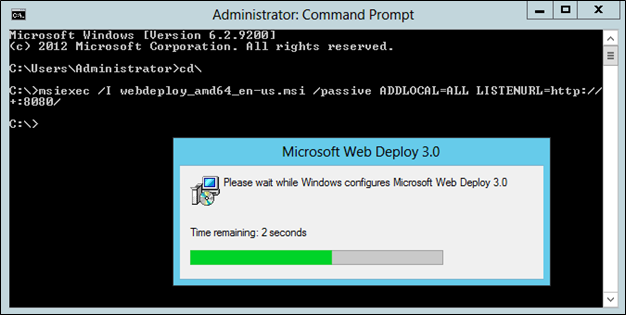 Administrator: Command Prompt
Microsoft Windows [Version 6.2.9200]
(c) 2012 Microsoft Corporation. All rights reserved.
C:\Users\Administrator>cd\
C:\>msiexec /I webdeploy_amd64_en-us.msi /passive ADDLOCAL=ALL LISTENURL=http://
+:8080/
C:\>
Microsoft Web Deploy 3.0
Please wait while Windows configures Microsoft Web Deploy 3.0
Time remaining: 2 seconds